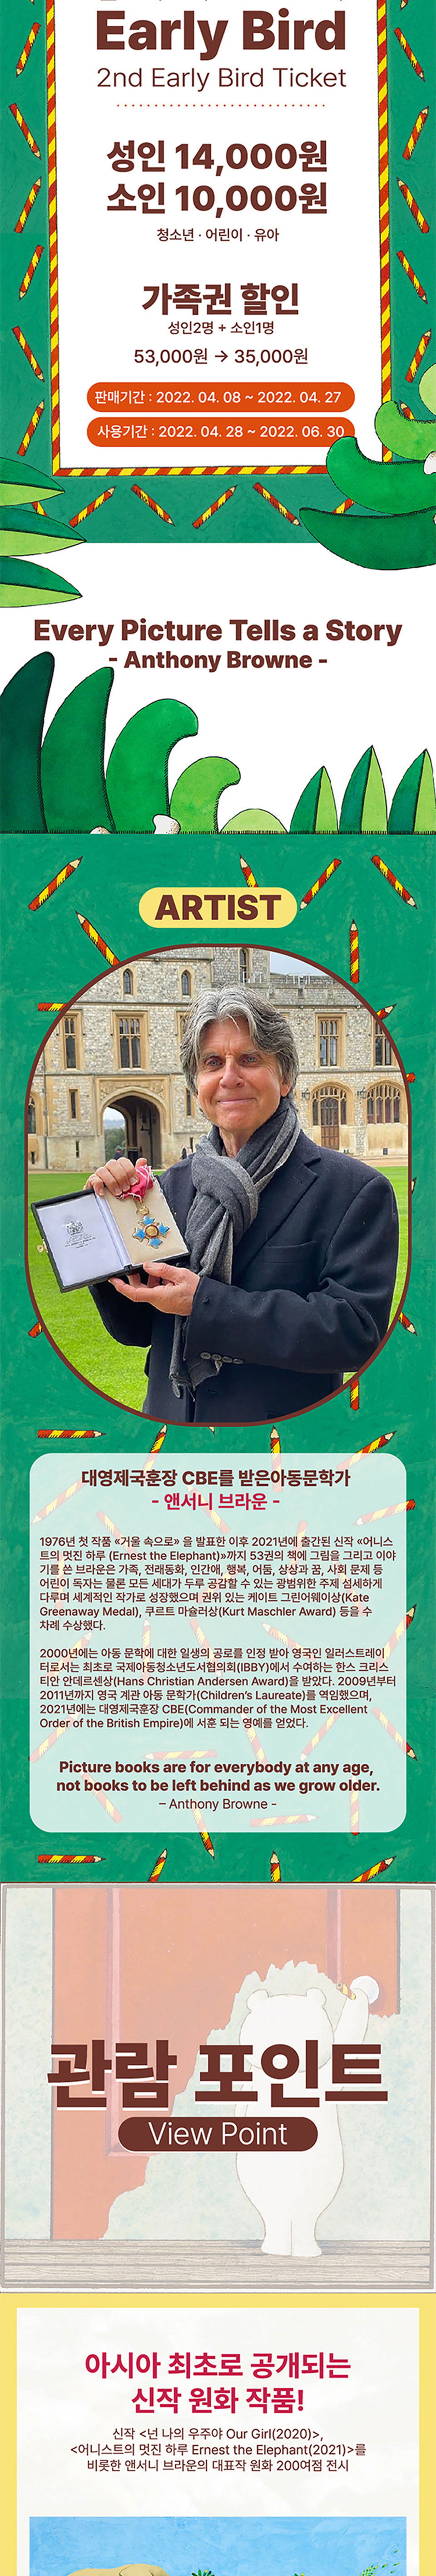 Early Bird
2nd Early Bird Ticket
성인 14,000원
소인 10,000원
청소년 · 어린이 · 유아
가족권 할인
성인2명 + 소인1명
53,000원 → 35,000원
판매기간 : 2022. 04. 08 ~ 2022. 04. 27
사용기간 : 2022. 04. 28 ~ 2022. 06. 30
Every Picture Tells a Story
- Anthony Browne -
ARTIST
대영제국훈장 CBE를 받은아동문학가
- 앤서니 브라운 -
1976년 첫 작품 «거울 속으로» 을 발표한 이후 2021년에 출간된 신작 «어니스
트의 멋진 하루 (Ernest the Elephant)»까지 53권의 책에 그림을 그리고 이야
기를 쓴 브라운은 가족, 전래동화, 인간애, 행복, 어둠, 상상과 꿈, 사회 문제 등
어린이 독자는 물론 모든 세대가 두루 공감할 수 있는 광범위한 주제 섬세하게
다루며 세계적인 작가로 성장했으며 권위 있는 케이트 그린어웨이상(Kate
Greenaway Medal), 쿠르트 마슐러상(Kurt Maschler Award) 등을 수
차례 수상했다.
2000년에는 아동 문학에 대한 일생의 공로를 인정 받아 영국인 일러스트레이
터로서는 최초로 국제아동청소년도서협의회(IBBY)에서 수여하는 한스 크리스
티안 안데르센상(Hans Christian Andersen Award)을 받았다. 2009년부터
2011년까지 영국 계관 아동 문학가(Children's Laureate)를 역임했으며,
2021년에는 대영제국훈장 CBE(Commander of the Most Excellent
Order of the British Empire)에 서훈 되는 영예를 얻었다.
Picture books are for everybody at any age,
not books to be left behind as we grow older.
– Anthony Browne -
관람 포인트
View Point
아시아 최초로 공개되는
신작 원화 작품!
신작 <넌 나의 우주야 Our Girl(2020)>,
<어니스트의 멋진 하루 Ernest the Elephant(2021)>를
비롯한 앤서니 브라운의 대표작 원화 200여점 전시